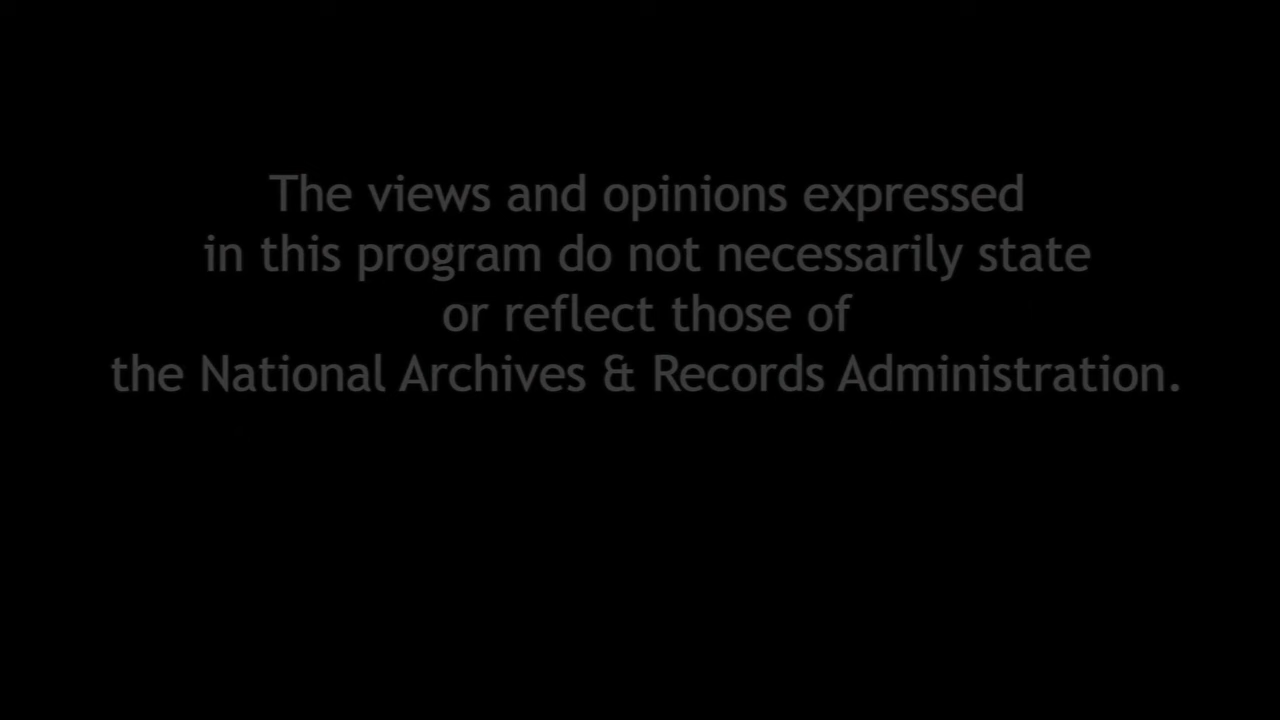 The views and opinions expressed
in this program do not necessarily state
or reflect those of
the National Archives & Records Administration.